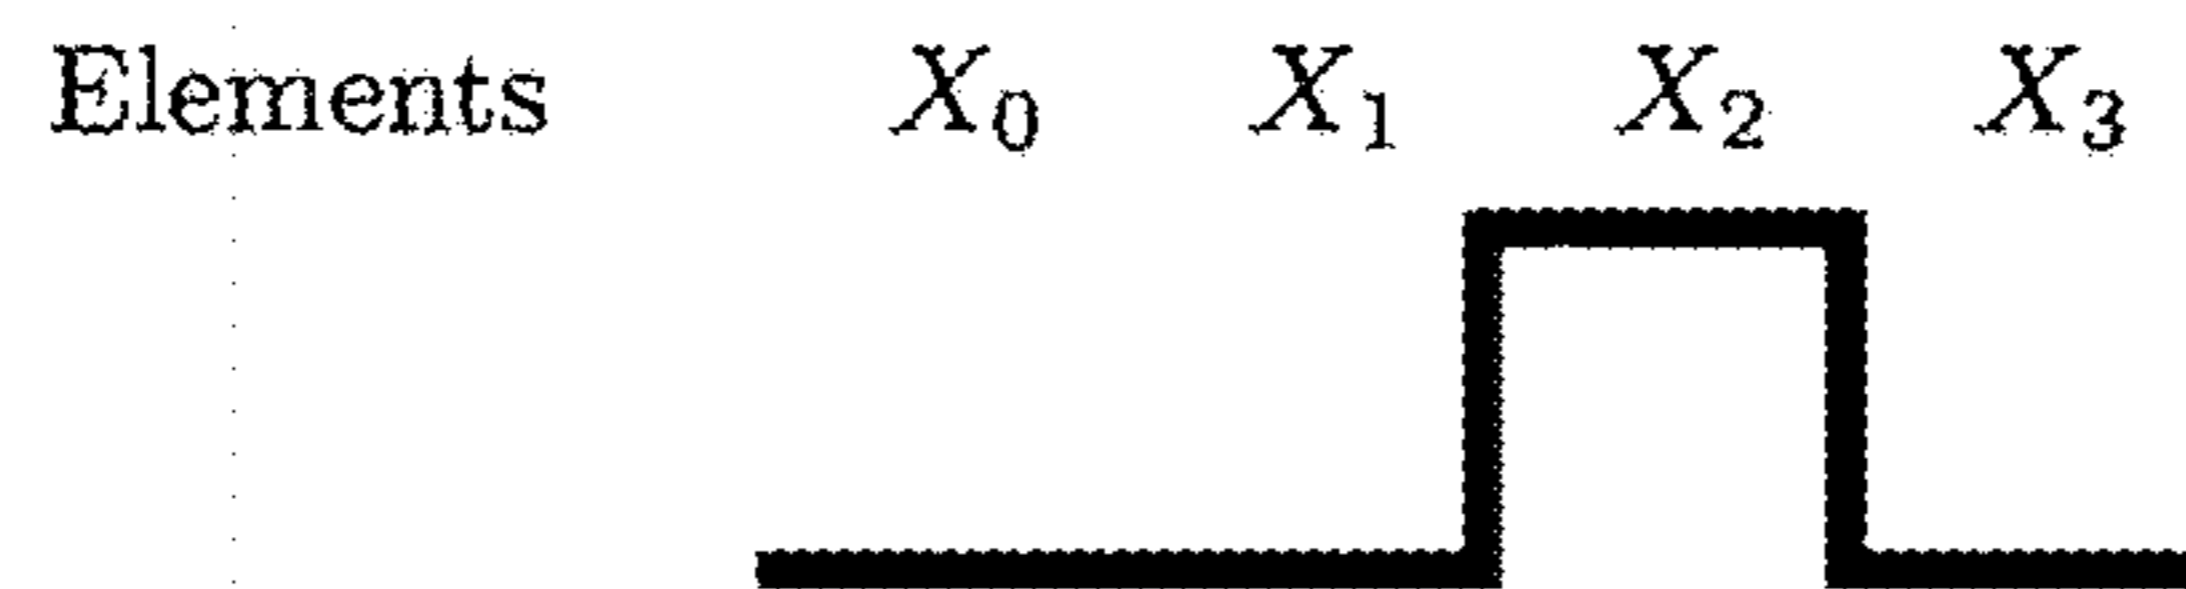 Elements X₀ X₁ X₂ X₃